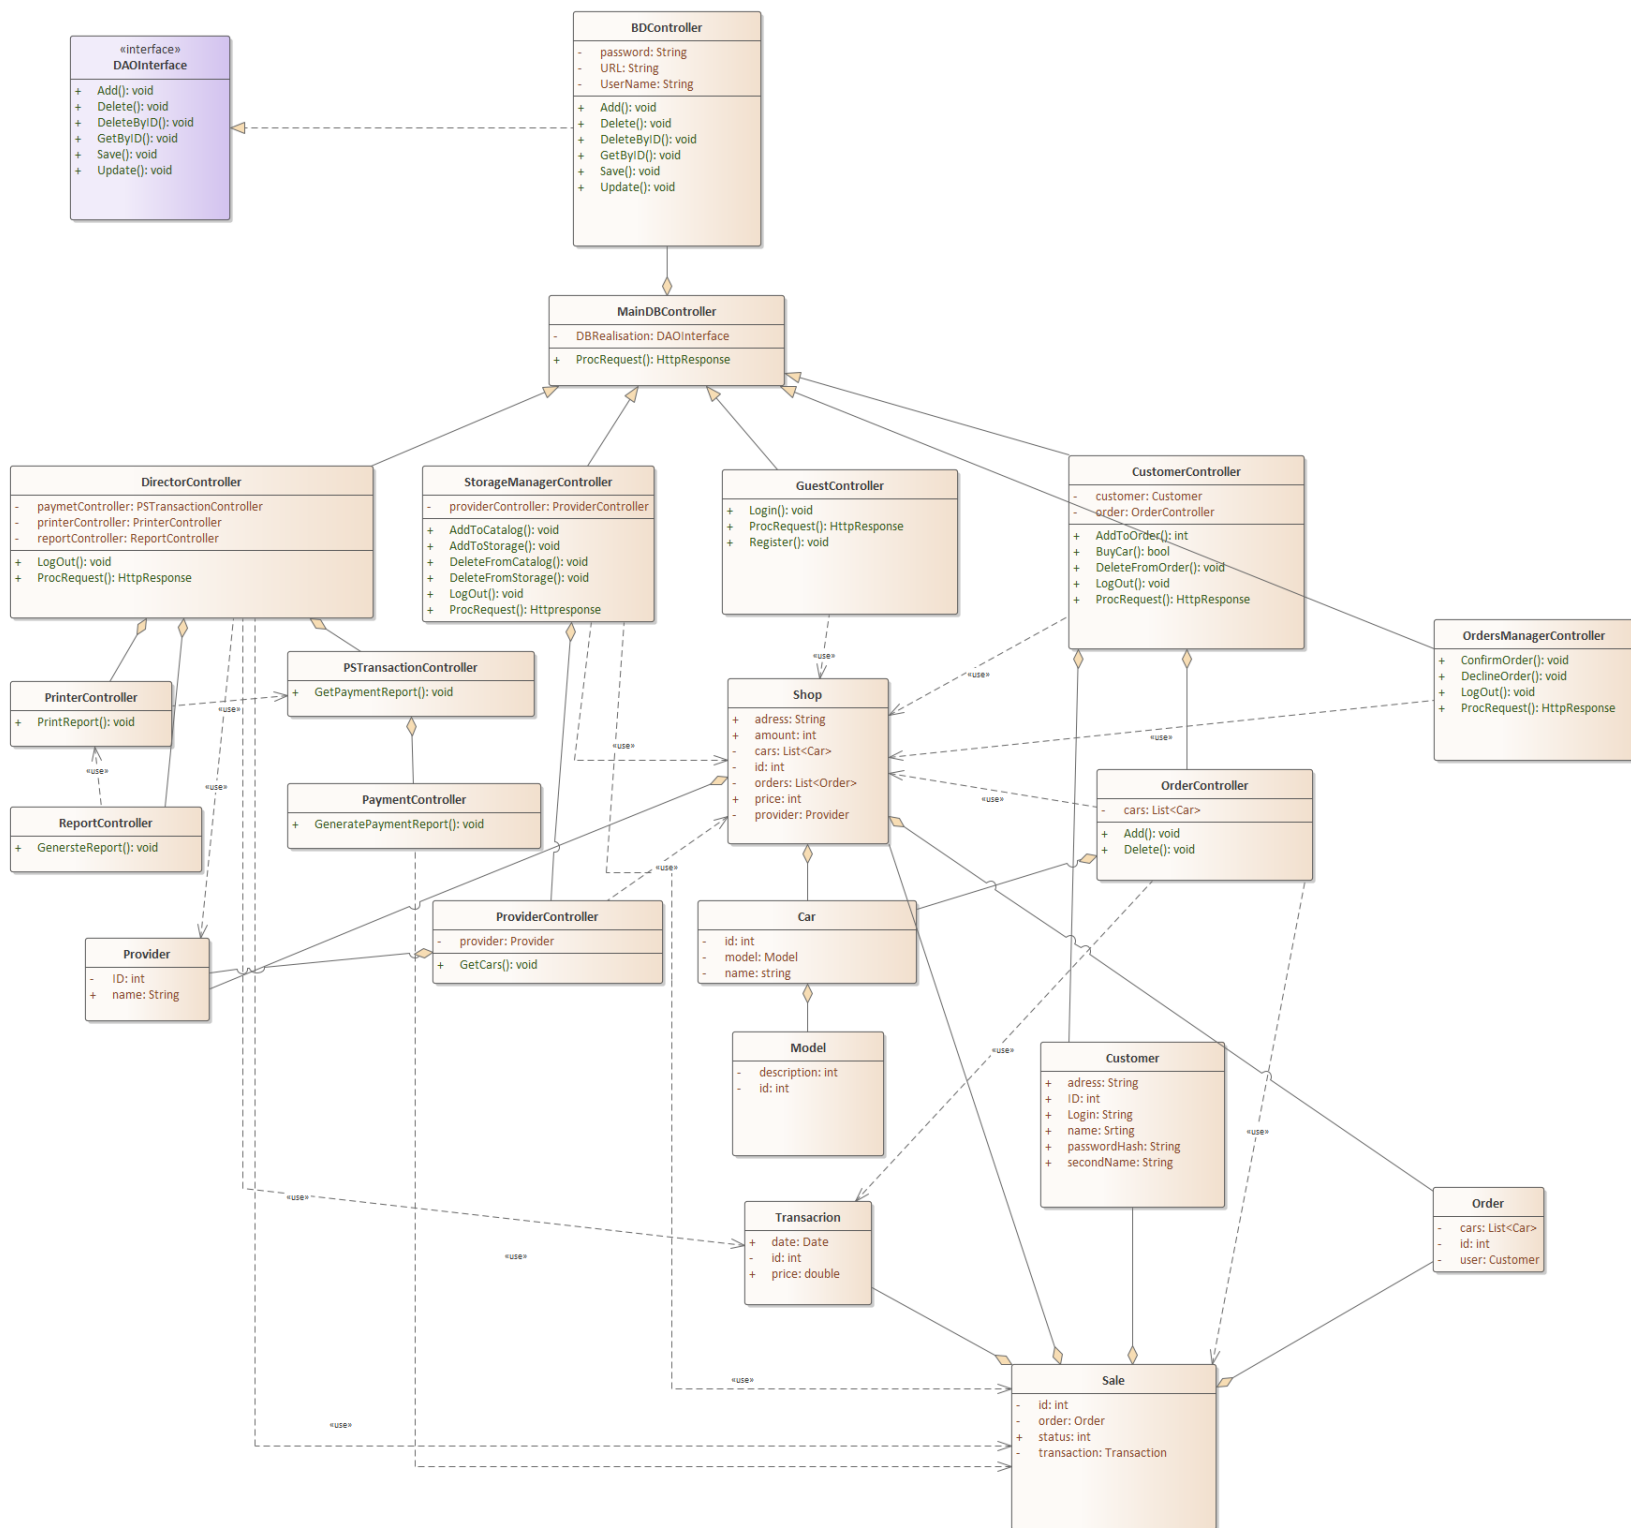 «interface»
DAOInterface
+ Add(): void
+ Delete(): void
+ DeleteByID(): void
+ GetByID(): void
+ Save(): void
+ Update(): void
BDController
- password: String
- URL: String
- UserName: String
+ Add(): void
+ Delete(): void
+ DeleteByID(): void
+ GetByID(): void
+ Save(): void
+ Update(): void
MainDBController
- DBRealisation: DAOInterface
+ ProcRequest(): HttpResponse
DirectorController
- paymetController: PSTransactionController
- printerController: PrinterController
- reportController: ReportController
+ LogOut(): void
+ ProcRequest(): HttpResponse
StorageManagerController
- providerController: ProviderController
+ AddToCatalog(): void
+ AddToStorage(): void
+ DeleteFromCatalog(): void
+ DeleteFromStorage(): void
+ LogOut(): void
+ ProcRequest(): Httpresponse
GuestController
+ Login(): void
+ ProcRequest(): HttpResponse
+ Register(): void
CustomerController
- customer: Customer
- order: OrderController
+ AddToOrder(): int
+ BuyCar(): bool
+ DeleteFromOrder(): void
+ LogOut(): void
+ ProcRequest(): HttpResponse
OrdersManagerController
+ ConfirmOrder(): void
+ DeclineOrder(): void
+ LogOut(): void
+ ProcRequest(): HttpResponse
PSTransactionController
+ GetPaymentReport(): void
PrinterController
+ PrintReport(): void
«use»
«use»
«use»
«use»
«use»
«use»
«use»
Shop
+ adress: String
+ amount: int
- cars: List<Car>
- id: int
- orders: List<Order>
+ price: int
- provider: Provider
ReportController
+ GenersteReport(): void
PaymentController
+ GeneratePaymentReport(): void
OrderController
- cars: List<Car>
+ Add(): void
+ Delete(): void
«use»
«use»
Provider
- ID: int
+ name: String
ProviderController
- provider: Provider
+ GetCars(): void
Car
- id: int
- model: Model
- name: string
Model
- description: int
- id: int
«use»
Customer
+ adress: String
+ ID: int
+ Login: String
+ name: Srting
+ passwordHash: String
+ secondName: String
«use»
«use»
«use»
Transacrion
+ date: Date
- id: int
+ price: double
Order
- cars: List<Car>
- id: int
- user: Customer
«use»
«use»
Sale
- id: int
- order: Order
+ status: int
- transaction: Transaction